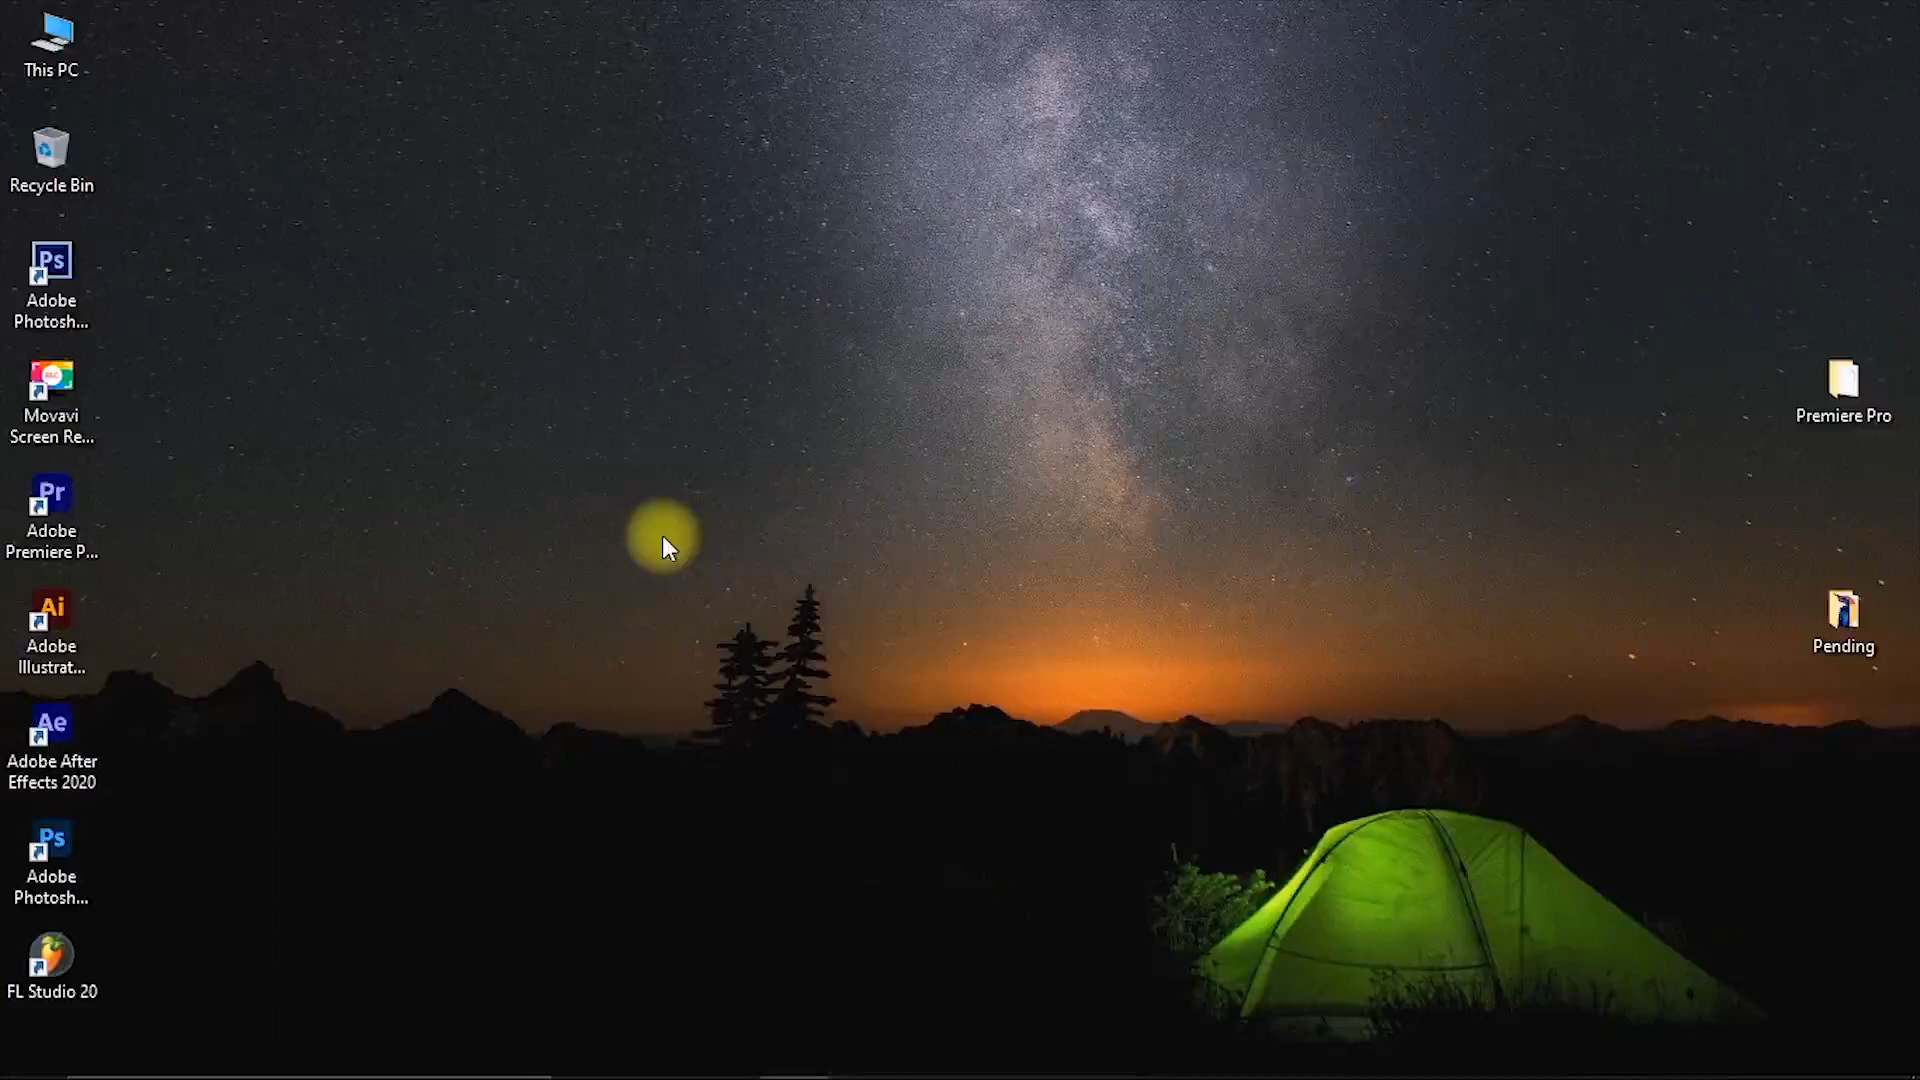 This PC
Recycle Bin
Ps
Adobe
Photosh...
Movavi
Screen Re...
Pr
Adobe
Premiere P...
Ai
Adobe
Illustrat...
Ae
Adobe After
Effects 2020
Ps
Adobe
Photosh...
FL Studio 20
Premiere Pro
Pending